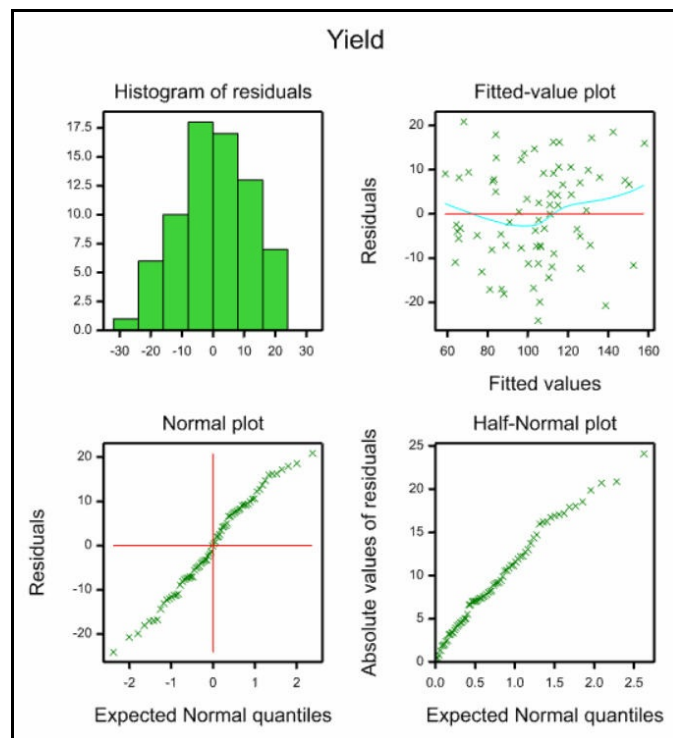 Yield
Histogram of residuals
17.5
15.0
12.5
10.0
7.5
5.0
2.5
0.0
-30 -20 -10 0 10 20 30
Fitted-value plot
Residuals
20
10
0
-10
-20
60 80 100 120 140 160
Fitted values
Normal plot
Residuals
20
10
0
-10
-20
-2 -1 0 1 2
Expected Normal quantiles
Half-Normal plot
Absolute values of residuals
25
20
15
10
5
0
0.0 0.5 1.0 1.5 2.0 2.5
Expected Normal quantiles